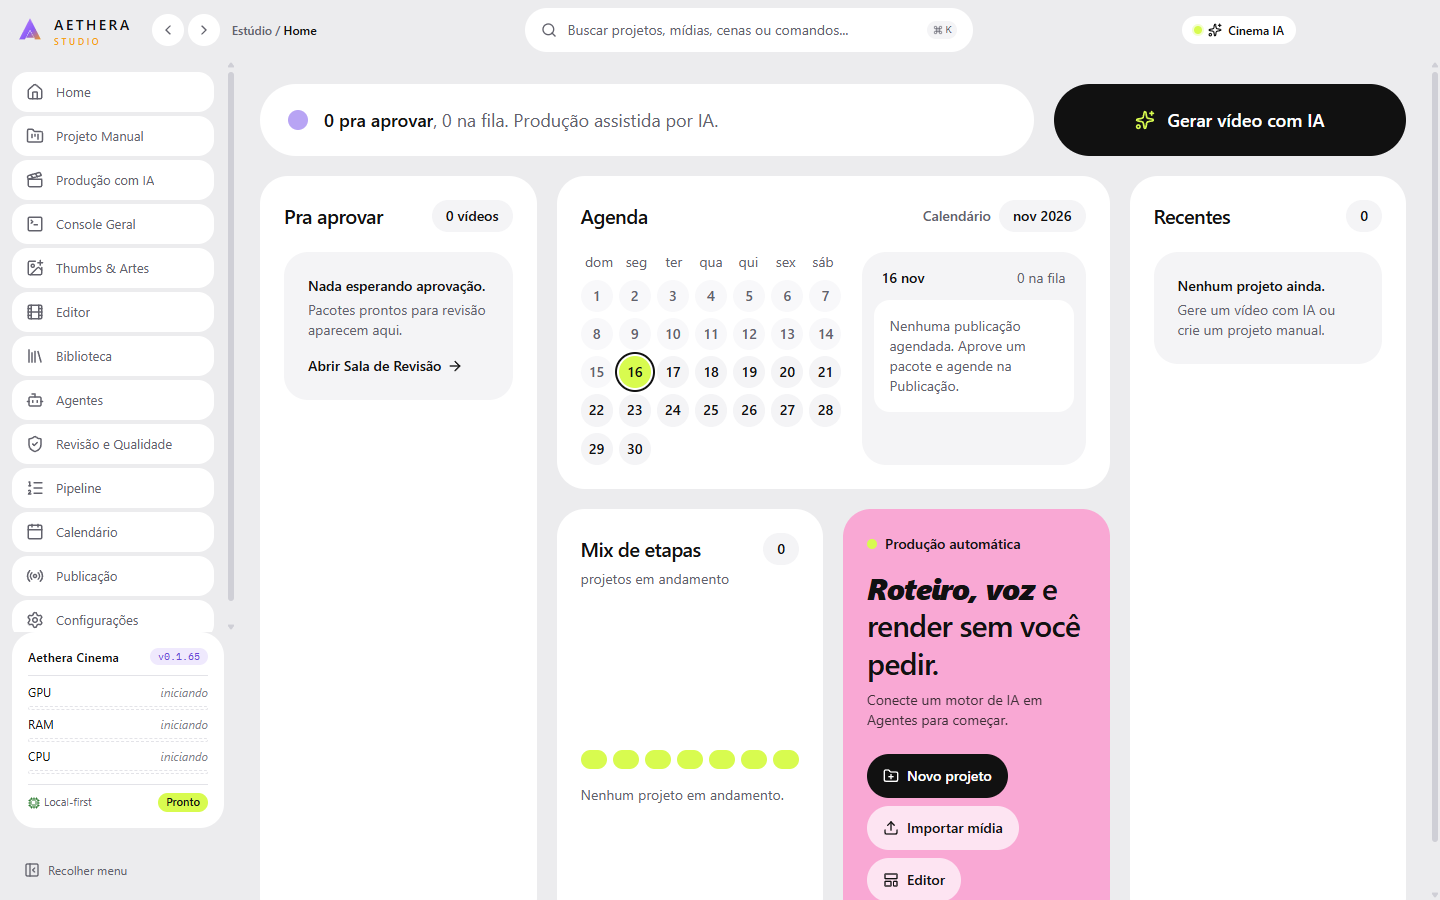 AETHERA
STUDIO
Estúdio / Home
Buscar projetos, mídias, cenas ou comandos...
⌘ K
Cinema IA
Home
Projeto Manual
Produção com IA
Console Geral
Thumbs & Artes
Editor
Biblioteca
Agentes
Revisão e Qualidade
Pipeline
Calendário
Publicação
Configurações
Aethera Cinema
v0.1.65
GPU
iniciando
RAM
iniciando
CPU
iniciando
Local-first
Pronto
Recolher menu
0 pra aprovar, 0 na fila. Produção assistida por IA.
Gerar vídeo com IA
Pra aprovar
0 vídeos
Nada esperando aprovação.
Pacotes prontos para revisão
aparecem aqui.
Abrir Sala de Revisão →
Agenda
Calendário
nov 2026
dom seg ter qua qui sex sáb
1 2 3 4 5 6 7
8 9 10 11 12 13 14
15 16 17 18 19 20 21
22 23 24 25 26 27 28
29 30
16 nov
0 na fila
Nenhuma publicação
agendada. Aprove um
pacote e agende na
Publicação.
Recentes
0
Nenhum projeto ainda.
Gere um vídeo com IA ou
crie um projeto manual.
Mix de etapas
0
projetos em andamento
Nenhum projeto em andamento.
Produção automática
Roteiro, voz e
render sem você
pedir.
Conecte um motor de IA em
Agentes para começar.
Novo projeto
Importar mídia
Editor